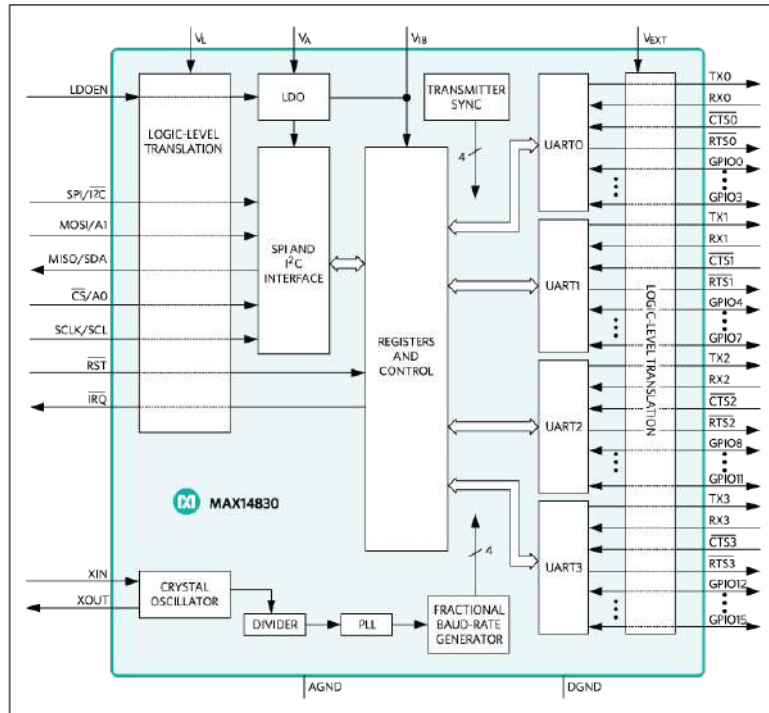 VL
VA
V18
VEXT
LDOEN
SPI/I2C
MOSI/A1
MISO/SDA
CS/A0
SCLK/SCL
RST
IRQ
XIN
XOUT
LOGIC-LEVEL
TRANSLATION
LDO
SPI AND
I2C
INTERFACE
TRANSMITTER
SYNC
4
REGISTERS
AND
CONTROL
UART0
UART1
UART2
UART3
LOGIC-LEVEL TRANSLATION
TX0
RX0
CTS0
RTS0
GPIO0
GPIO3
TX1
RX1
CTS1
RTS1
GPIO4
GPIO7
TX2
RX2
CTS2
RTS2
GPIO8
GPIO11
TX3
RX3
CTS3
RTS3
GPIO12
GPIO15
MAX14830
CRYSTAL
OSCILLATOR
DIVIDER
PLL
FRACTIONAL
BAUD-RATE
GENERATOR
4
AGND
DGND